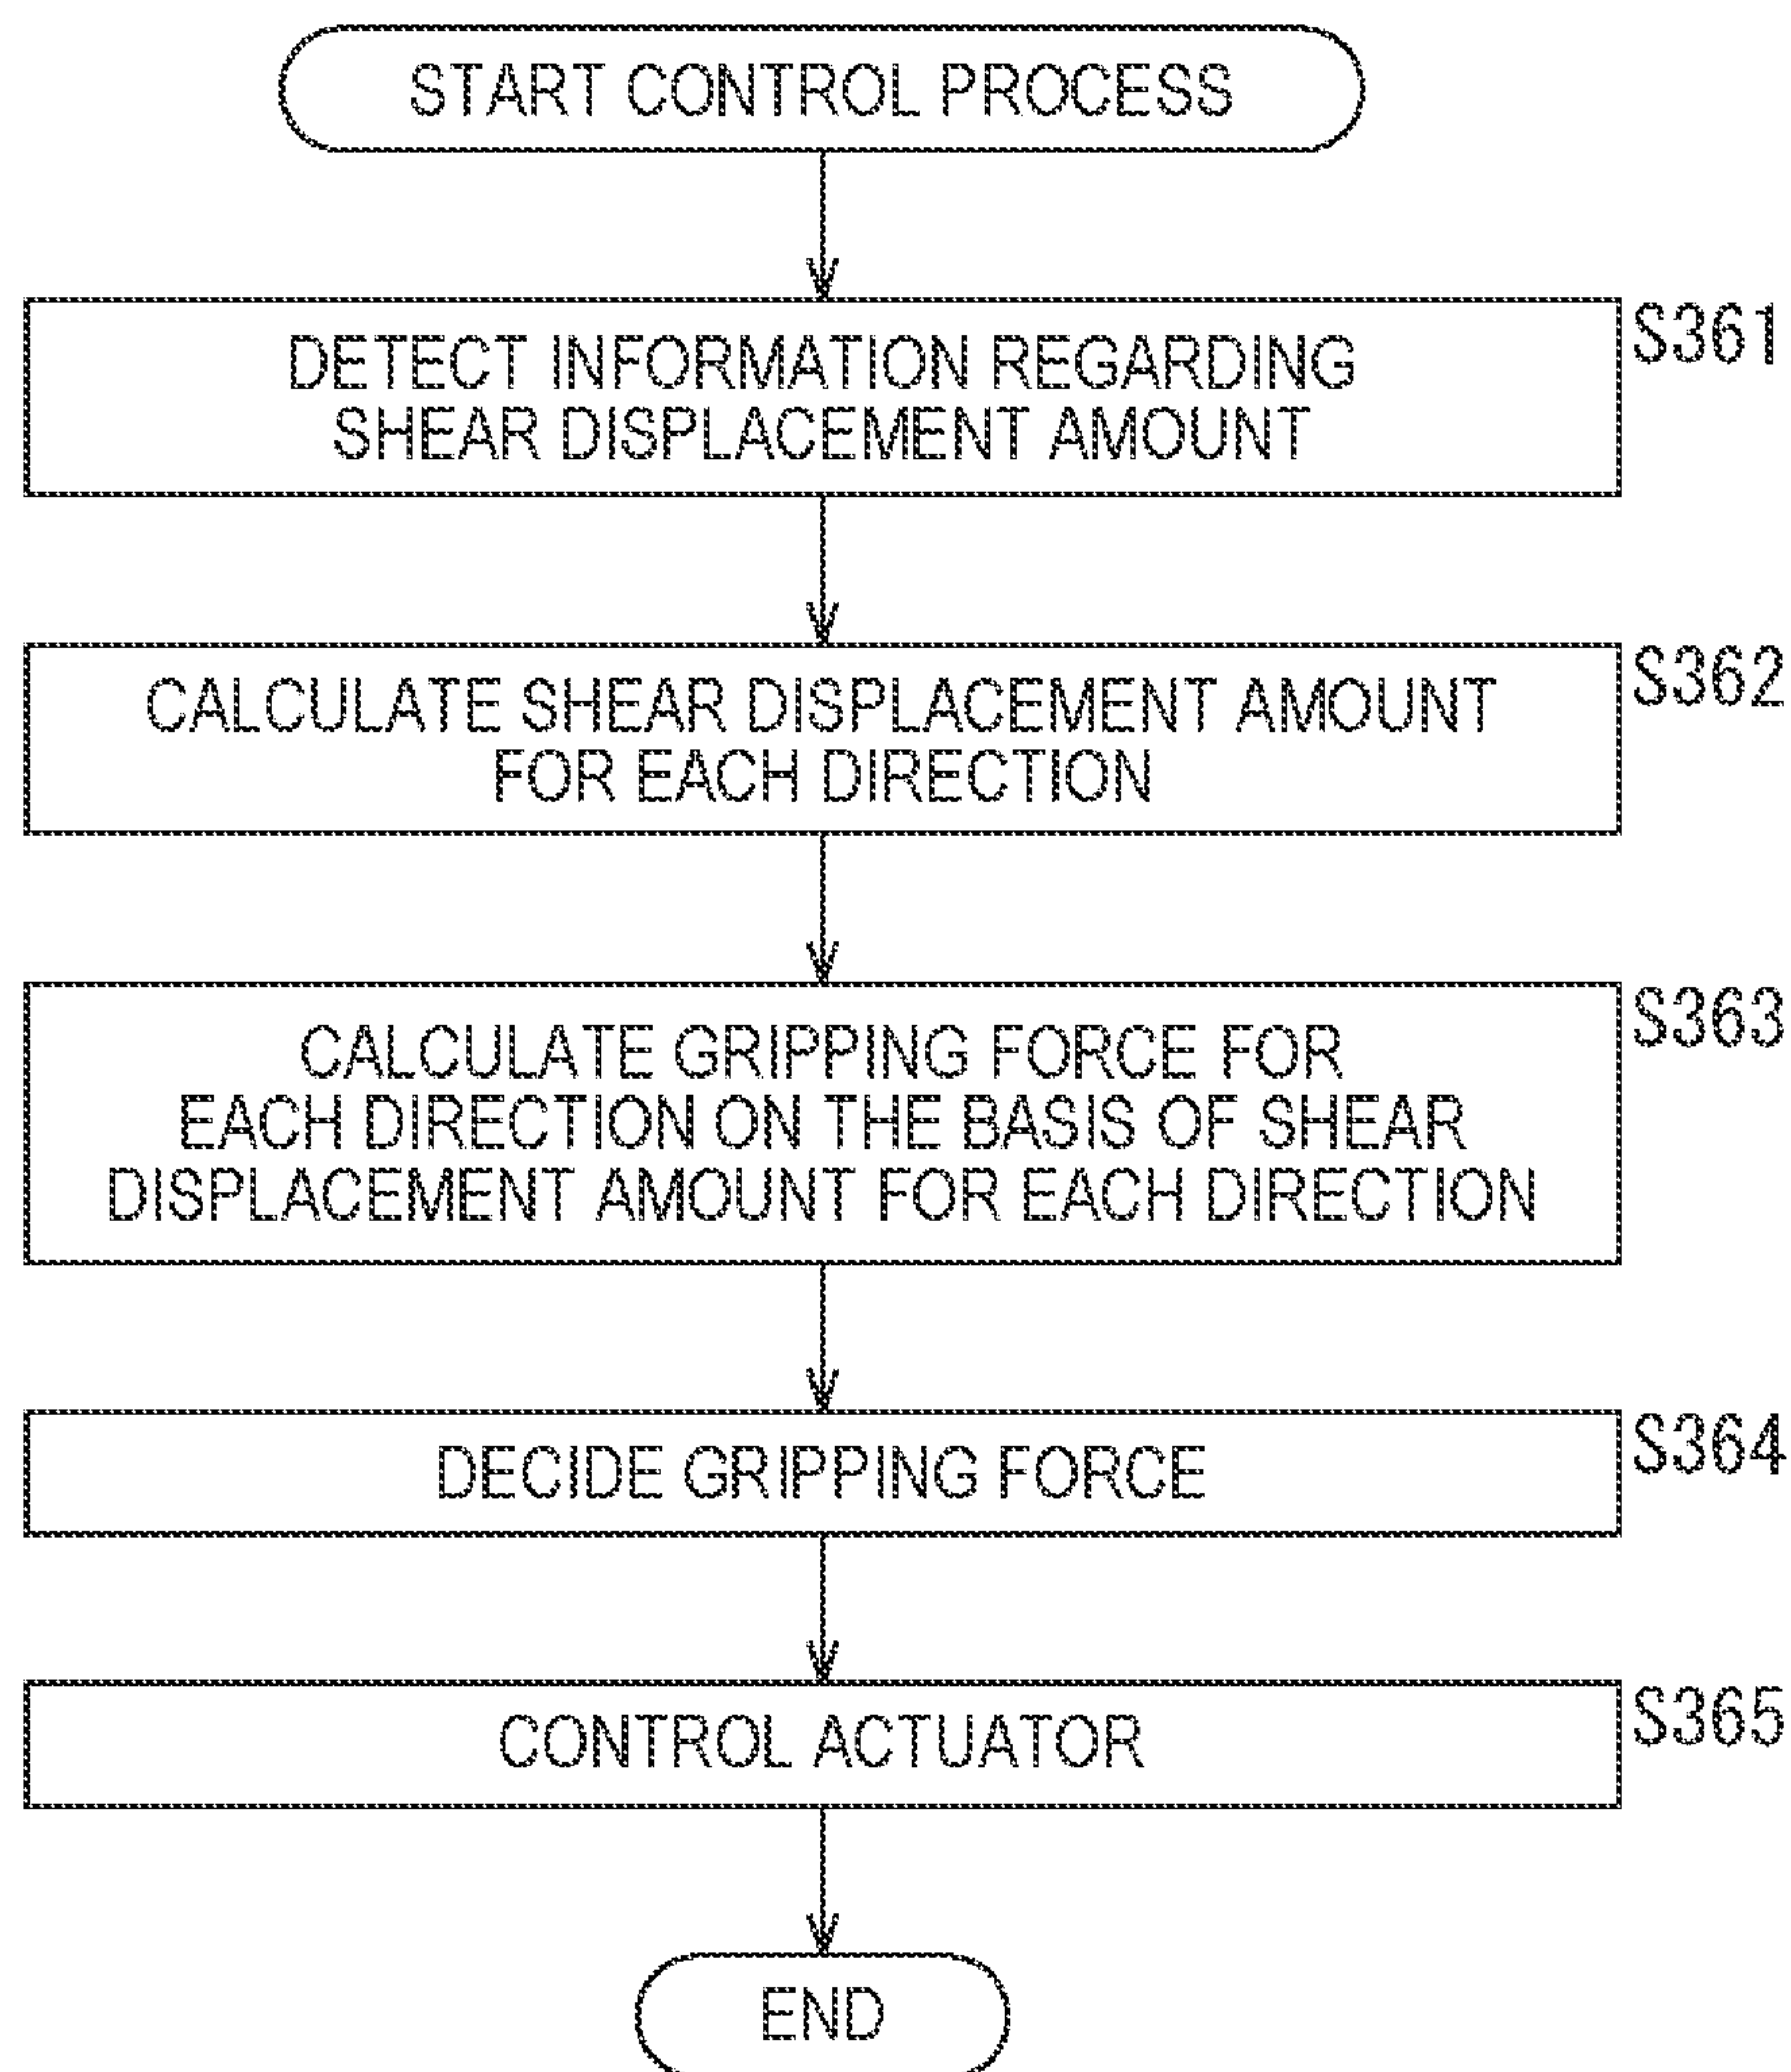 START CONTROL PROCESS
DETECT INFORMATION REGARDING
SHEAR DISPLACEMENT AMOUNT
S361
CALCULATE SHEAR DISPLACEMENT AMOUNT
FOR EACH DIRECTION
S362
CALCULATE GRIPPING FORCE FOR
EACH DIRECTION ON THE BASIS OF SHEAR
DISPLACEMENT AMOUNT FOR EACH DIRECTION
S363
DECIDE GRIPPING FORCE
S364
CONTROL ACTUATOR
S365
END